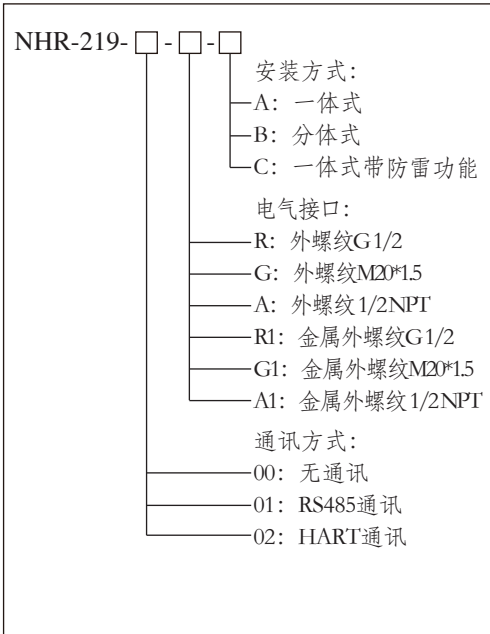 NHR-219-□-□-□
安装方式:
A: 一体式
B: 分体式
C: 一体式带防雷功能
电气接口:
R: 外螺纹G1/2
G: 外螺纹M20*1.5
A: 外螺纹1/2NPT
R1: 金属外螺纹G1/2
G1: 金属外螺纹M20*1.5
A1: 金属外螺纹1/2NPT
通讯方式:
00: 无通讯
01: RS485通讯
02: HART通讯